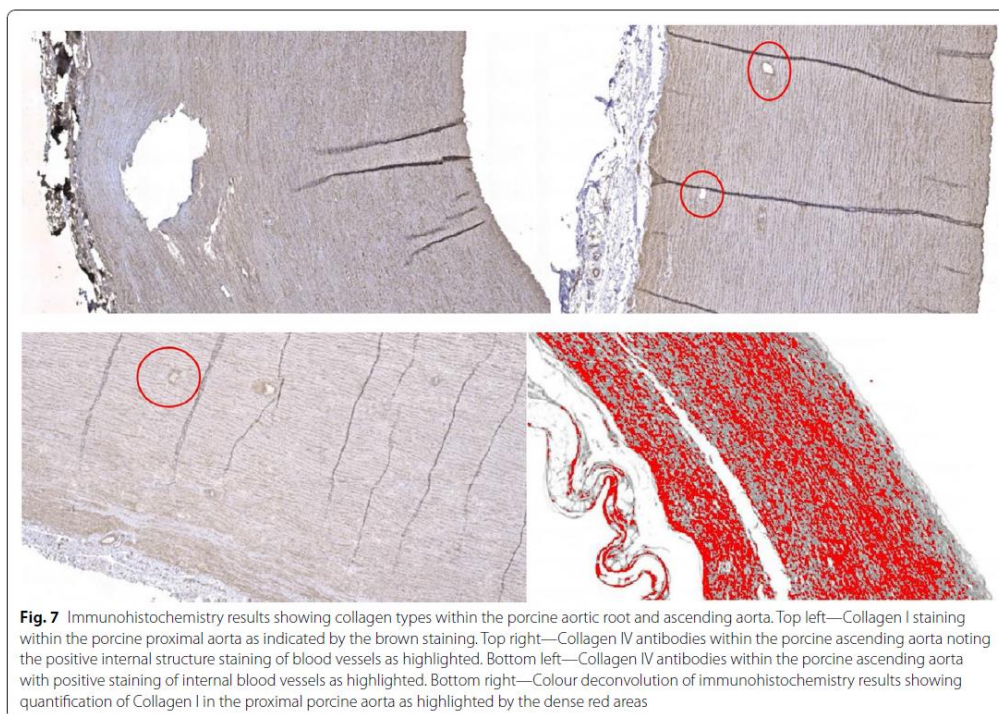 Fig. 7 Immunohistochemistry results showing collagen types within the porcine aortic root and ascending aorta. Top left—Collagen I staining
within the porcine proximal aorta as indicated by the brown staining. Top right—Collagen IV antibodies within the porcine ascending aorta noting
the positive internal structure staining of blood vessels as highlighted. Bottom left—Collagen IV antibodies within the porcine ascending aorta
with positive staining of internal blood vessels as highlighted. Bottom right—Colour deconvolution of immunohistochemistry results showing
quantification of Collagen I in the proximal porcine aorta as highlighted by the dense red areas